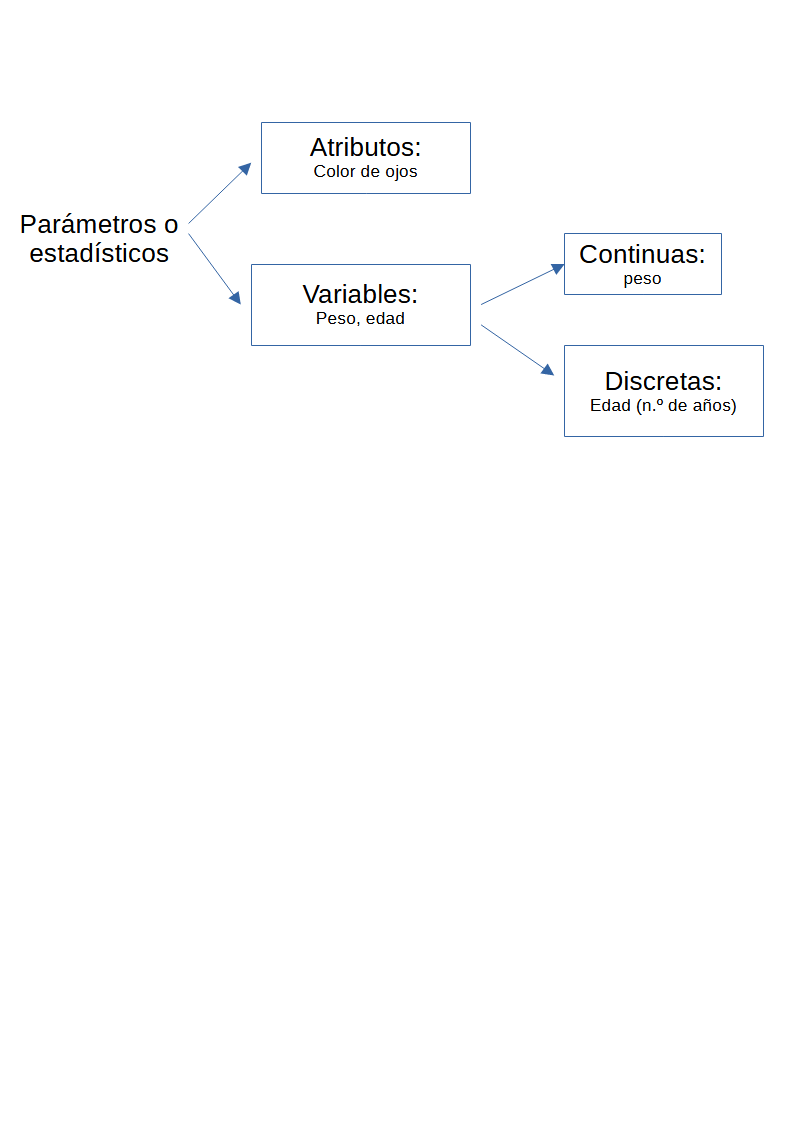 Parámetros o
estadísticos
Atributos:
Color de ojos
Variables:
Peso, edad
Continuas:
peso
Discretas:
Edad (n.º de años)